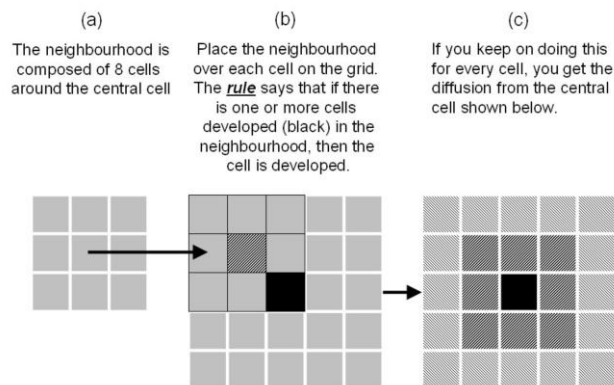 (a)
The neighbourhood is
composed of 8 cells
around the central cell
(b)
Place the neighbourhood
over each cell on the grid.
The rule says that if there
is one or more cells
developed (black) in the
neighbourhood, then the
cell is developed.
(c)
If you keep on doing this
for every cell, you get the
diffusion from the central
cell shown below.